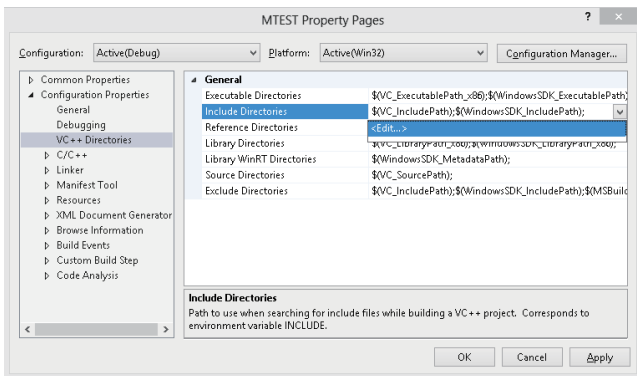 MTEST Property Pages
? ×
Configuration: Active(Debug) Platform: Active(Win32) Configuration Manager...
Common Properties
Configuration Properties
General
Debugging
VC++ Directories
C/C++
Linker
Manifest Tool
Resources
XML Document Generator
Browse Information
Build Events
Custom Build Step
Code Analysis
General
Executable Directories $(VC_ExecutablePath_x86);$(WindowsSDK_ExecutablePath)
Include Directories $(VC_IncludePath);$(WindowsSDK_IncludePath);
Reference Directories <Edit...>
Library Directories $(VC_LibraryPath_x86);$(WindowsSDK_LibraryPath_x86);
Library WinRT Directories $(WindowsSDK_MetadataPath);
Source Directories $(VC_SourcePath);
Exclude Directories $(VC_IncludePath);$(WindowsSDK_IncludePath);$(MSBuild
Include Directories
Path to use when searching for include files while building a VC++ project. Corresponds to
environment variable INCLUDE.
OK Cancel Apply